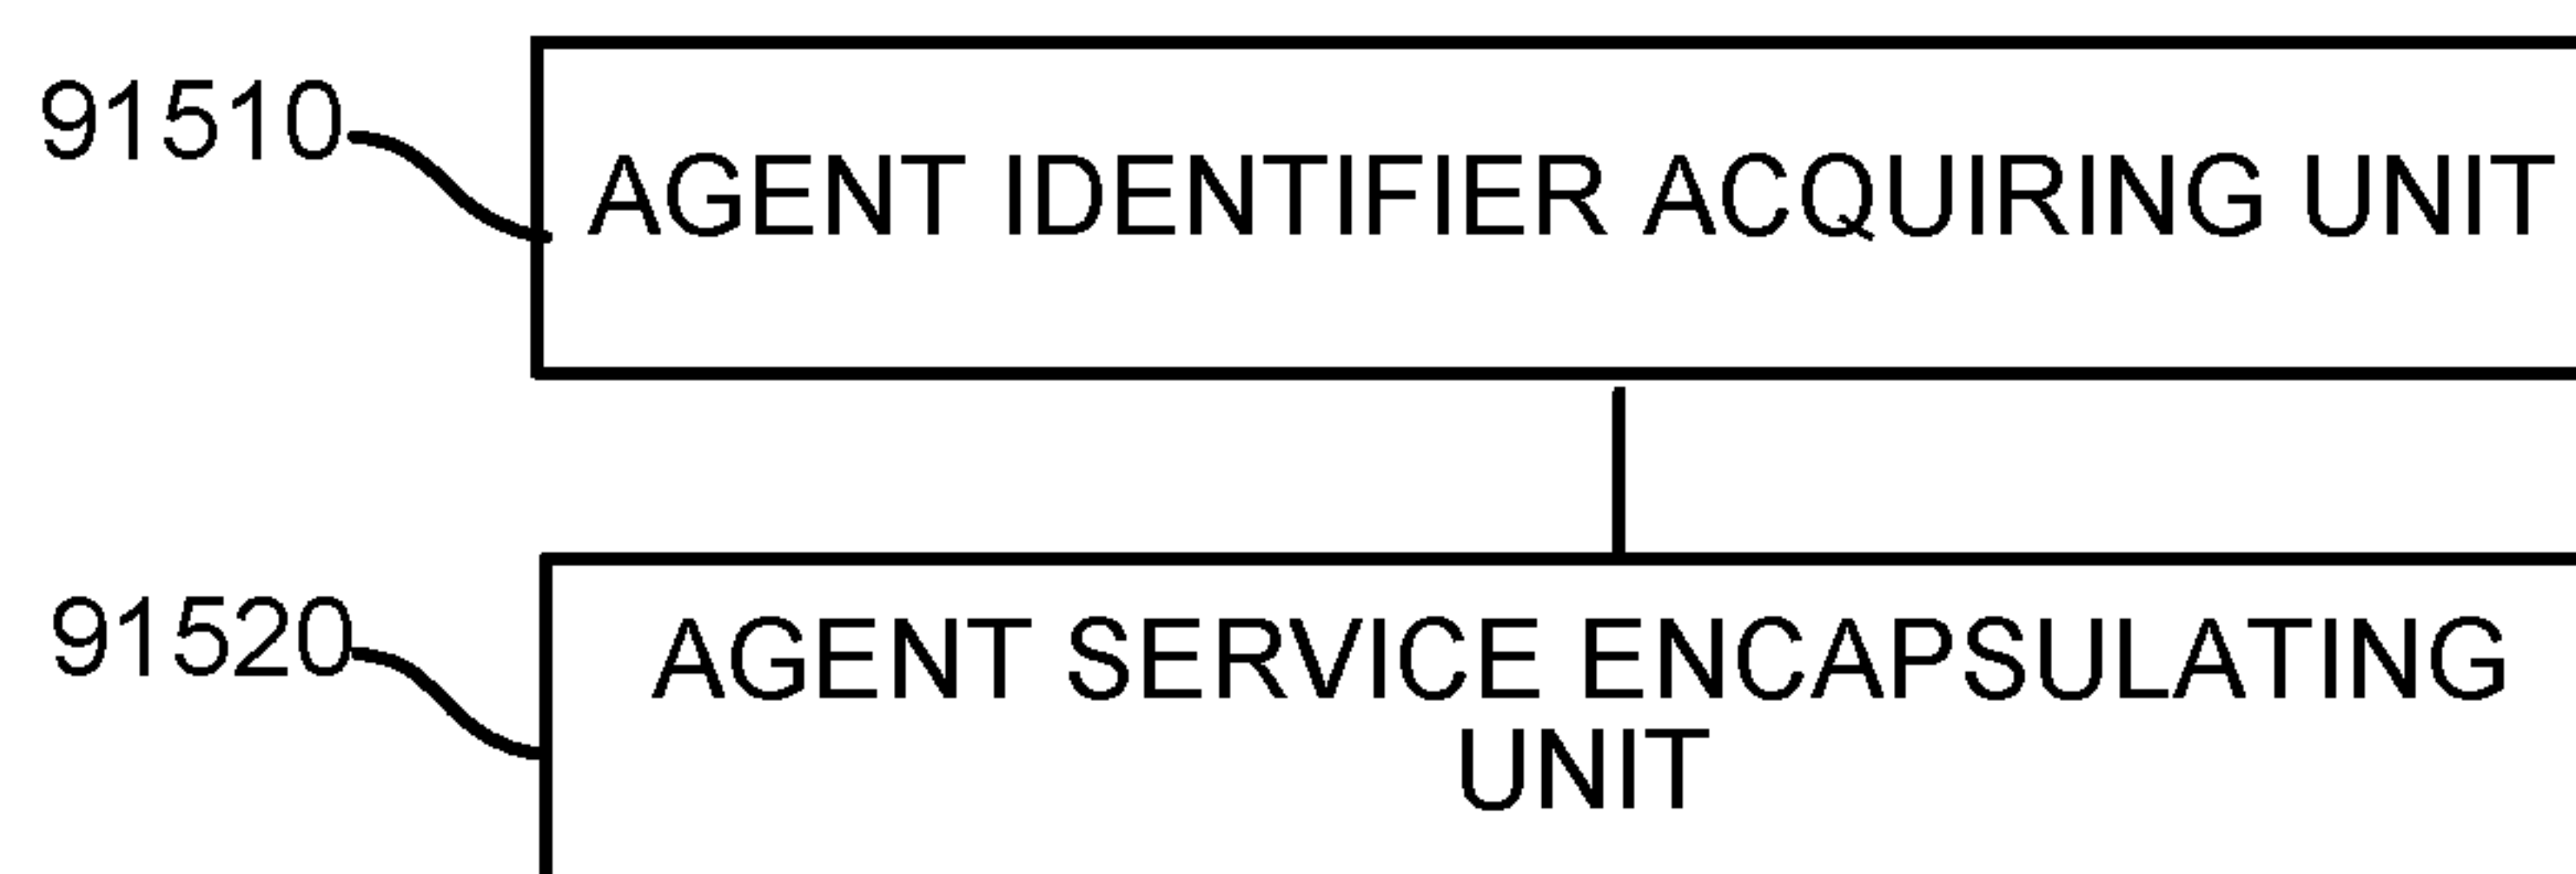 91510
AGENT IDENTIFIER ACQUIRING UNIT
91520
AGENT SERVICE ENCAPSULATING
UNIT